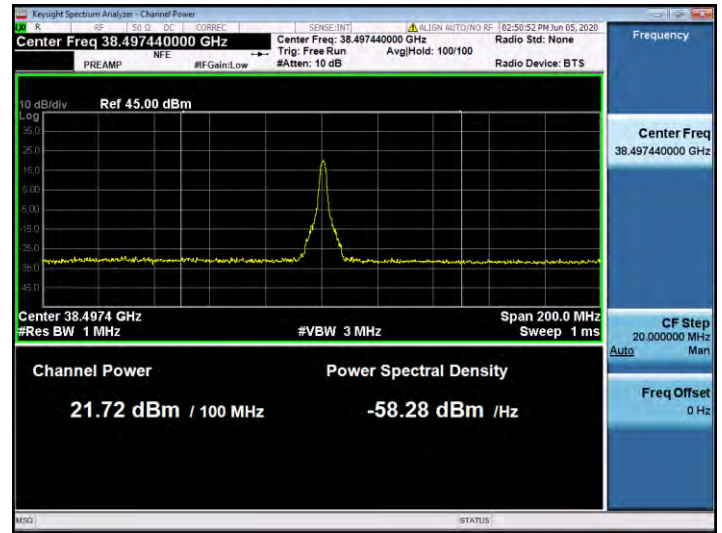 Keysight Spectrum Analyzer - Channel Power
R RF 50 Ω DC CORREC SENSE:INT ALIGN AUTO/NO RF 02:50:52 PM Jun 05, 2020
Center Freq 38.497440000 GHz
NFE
PREAMP #IFGain:Low
Center Freq: 38.497440000 GHz
Trig: Free Run Avg|Hold: 100/100
#Atten: 10 dB
Radio Std: None
Radio Device: BTS
10 dB/div Ref 45.00 dBm
Log
35.0
25.0
15.0
5.00
-5.00
-15.0
-25.0
-35.0
-45.0
Center 38.4974 GHz Span 200.0 MHz
#Res BW 1 MHz #VBW 3 MHz Sweep 1 ms
Channel Power Power Spectral Density
21.72 dBm / 100 MHz -58.28 dBm /Hz
Frequency
Center Freq
38.497440000 GHz
CF Step
20.000000 MHz
Auto Man
Freq Offset
0 Hz
MSG STATUS